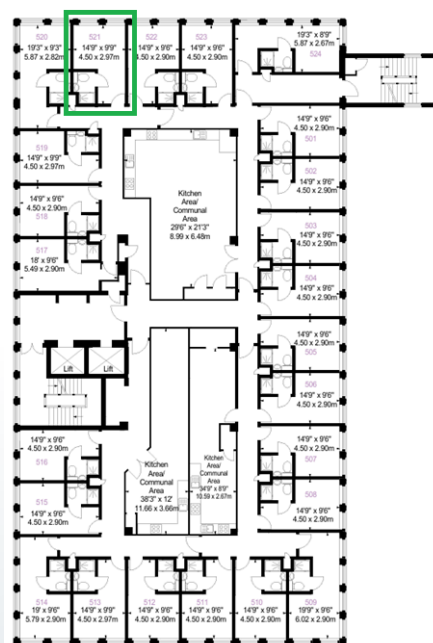 520
19'3" x 9'3"
5.87 x 2.82m
521
14'9" x 9'9"
4.50 x 2.97m
522
14'9" x 9'6"
4.50 x 2.90m
523
14'9" x 9'6"
4.50 x 2.90m
19'3" x 8'9"
5.87 x 2.67m
524
14'9" x 9'6"
4.50 x 2.90m
501
519
14'9" x 9'9"
4.50 x 2.97m
502
14'9" x 9'6"
4.50 x 2.90m
14'9" x 9'6"
4.50 x 2.90m
518
Kitchen
Area/
Communal
Area
29'6" x 21'3"
8.99 x 6.48m
503
14'9" x 9'6"
4.50 x 2.90m
517
18' x 9'6"
5.49 x 2.90m
504
14'9" x 9'6"
4.50 x 2.90m
14'9" x 9'6"
4.50 x 2.90m
505
Lift
Lift
506
14'9" x 9'6"
4.50 x 2.90m
14'9" x 9'6"
4.50 x 2.90m
516
14'9" x 9'6"
4.50 x 2.90m
507
Kitchen
Area/
Communal
Area
38'3" x 12'
11.66 x 3.66m
Kitchen
Area/
Communal
Area
34'9" x 8'9"
10.59 x 2.67m
515
14'9" x 9'6"
4.50 x 2.90m
508
14'9" x 9'6"
4.50 x 2.90m
514
19' x 9'6"
5.79 x 2.90m
513
14'9" x 9'9"
4.50 x 2.97m
512
14'9" x 9'6"
4.50 x 2.90m
511
14'9" x 9'6"
4.50 x 2.90m
510
14'9" x 9'6"
4.50 x 2.90m
509
19'9" x 9'6"
6.02 x 2.90m